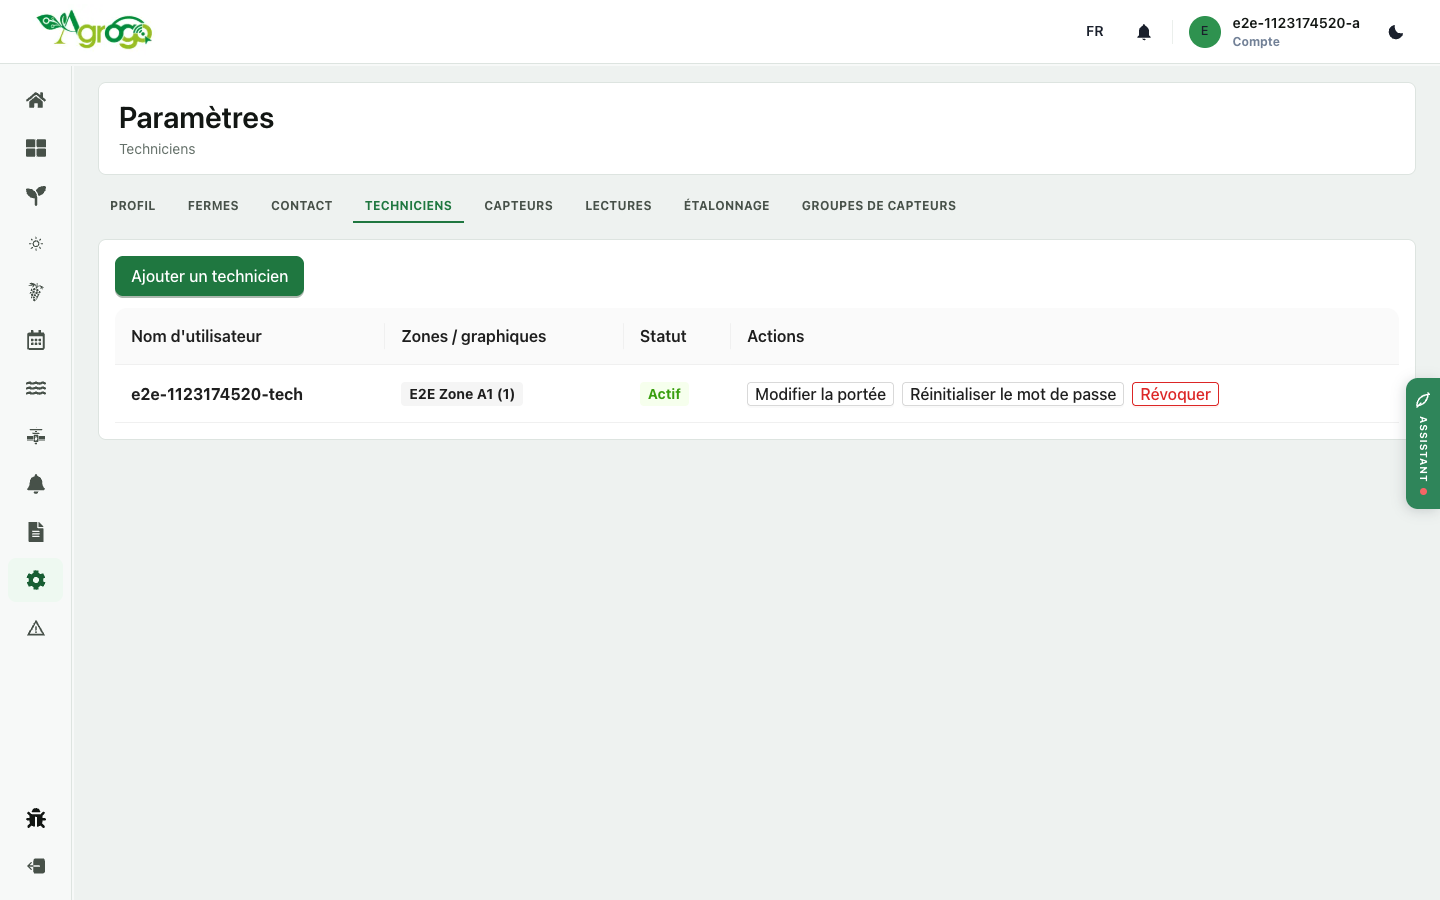 Agroga
FR
E
e2e-1123174520-a
Compte
Paramètres
Techniciens
PROFIL
FERMES
CONTACT
TECHNICIENS
CAPTEURS
LECTURES
ÉTALONNAGE
GROUPES DE CAPTEURS
Ajouter un technicien
Nom d'utilisateur
Zones / graphiques
Statut
Actions
e2e-1123174520-tech
E2E Zone A1 (1)
Actif
Modifier la portée
Réinitialiser le mot de passe
Révoquer
ASSISTANT